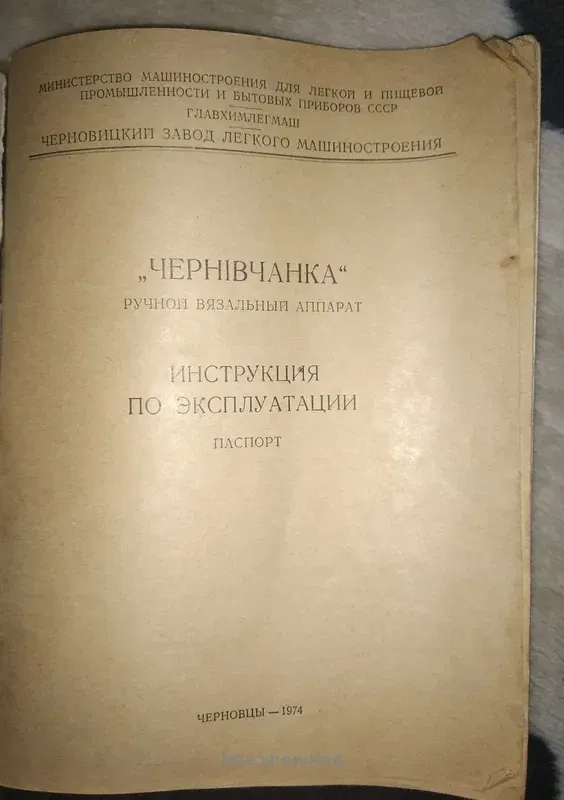 МИНИСТЕРСТВО МАШИНОСТРОЕНИЯ ДЛЯ ЛЕГКОЙ И ПИЩЕВОЙ
ПРОМЫШЛЕННОСТИ И БЫТОВЫХ ПРИБОРОВ СССР
ГЛАВХИМЛЕГМАШ
ЧЕРНОВИЦКИЙ ЗАВОД ЛЕГКОГО МАШИНОСТРОЕНИЯ
„ЧЕРНІВЧАНКА“
РУЧНОЙ ВЯЗАЛЬНЫЙ АППАРАТ
ИНСТРУКЦИЯ
ПО ЭКСПЛУАТАЦИИ
ПАСПОРТ
ЧЕРНОВЦЫ — 1974